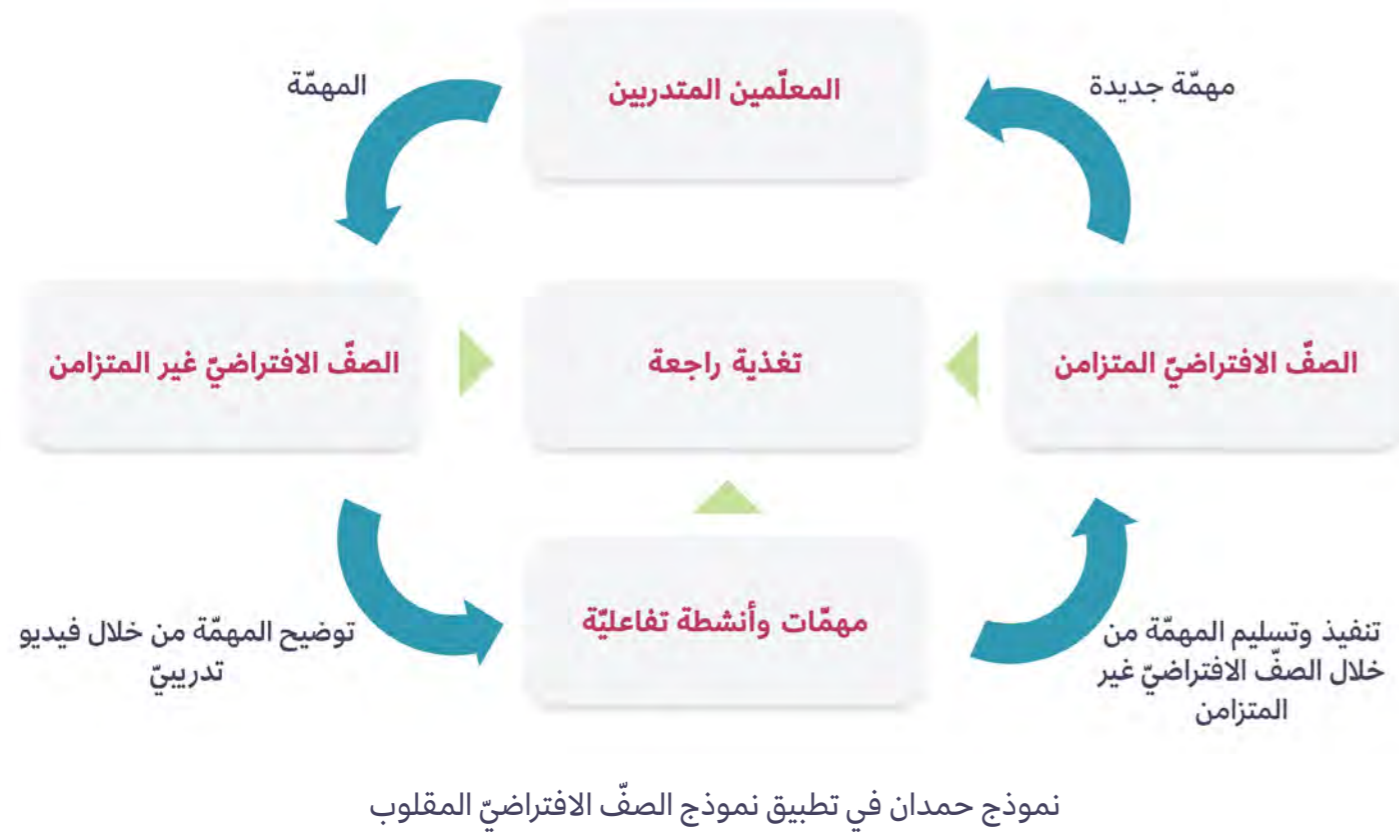 مهمّة جديدة
المعلّمين المتدربين
المهمّة
الصفّ الافتراضيّ المتزامن
تغذية راجعة
الصفّ الافتراضيّ غير المتزامن
تنفيذ وتسليم المهمّة من
خلال الصفّ الافتراضيّ غير
المتزامن
مهمّات وأنشطة تفاعليّة
توضيح المهمّة من خلال فيديو
تدريبيّ
نموذج حمدان في تطبيق نموذج الصفّ الافتراضيّ المقلوب